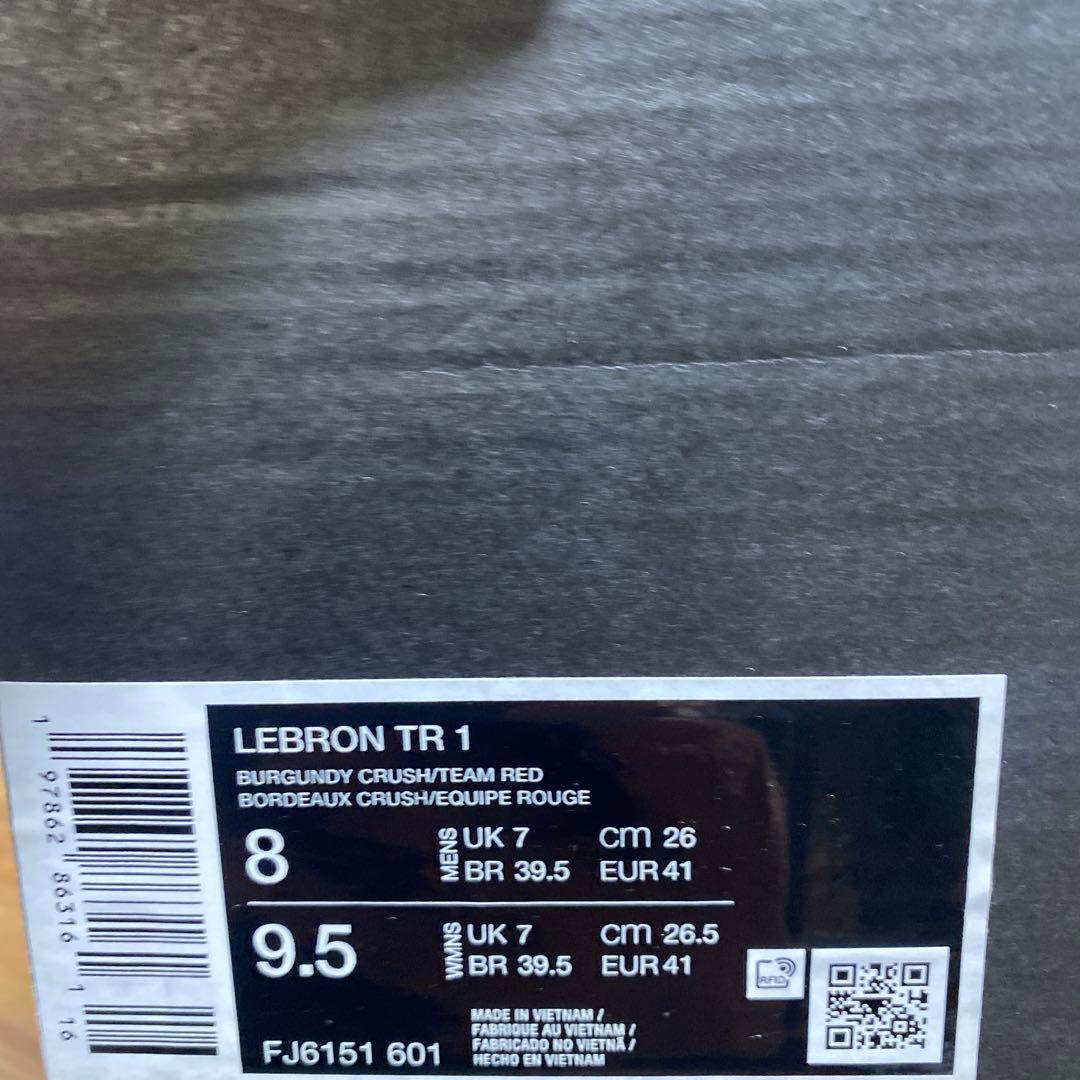 LEBRON TR 1
BURGUNDY CRUSH/TEAM RED
BORDEAUX CRUSH/EQUIPE ROUGE
8 MENS UK 7 cm 26
BR 39.5 EUR 41
9.5 WMNS UK 7 cm 26.5
BR 39.5 EUR 41
RFID
MADE IN VIETNAM /
FABRIQUE AU VIETNAM /
FABRICADO NO VIETNÃ /
HECHO EN VIETNAM
FJ6151 601
1 97862 86316 1 16